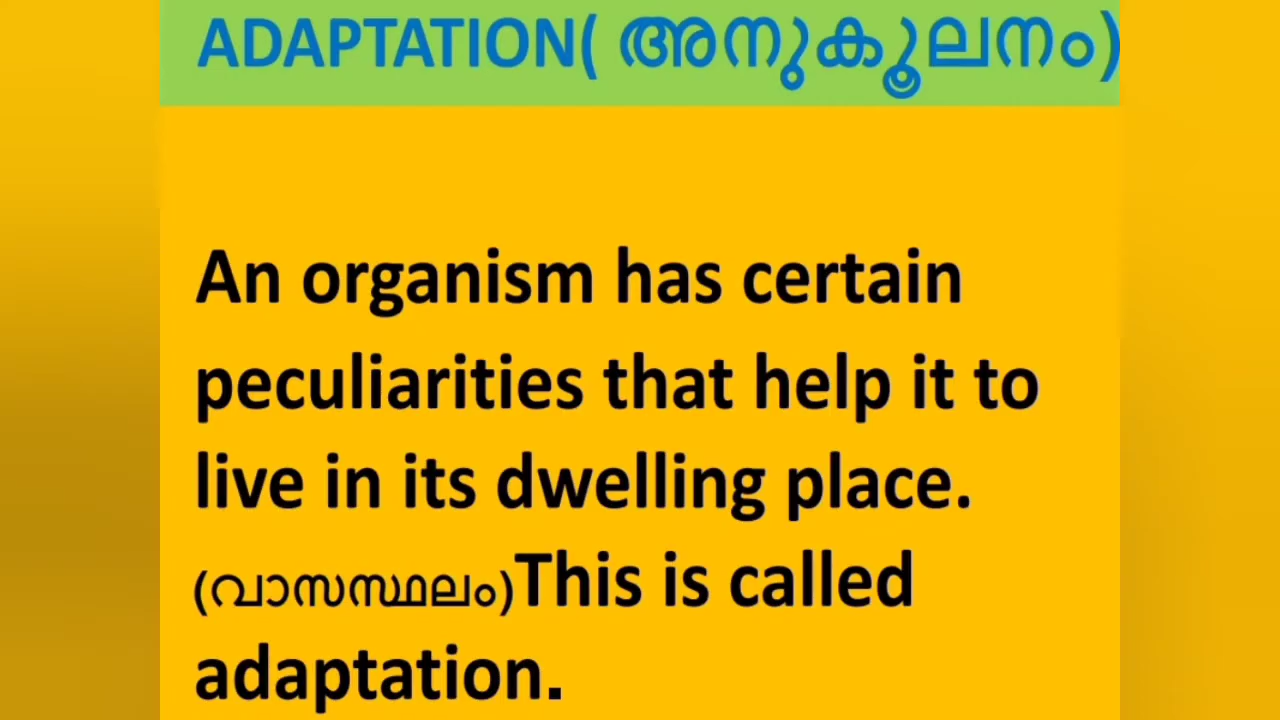 ADAPTATION( അനുകൂലനം)
An organism has certain
peculiarities that help it to
live in its dwelling place.
(വാസസ്ഥലം)This is called
adaptation.